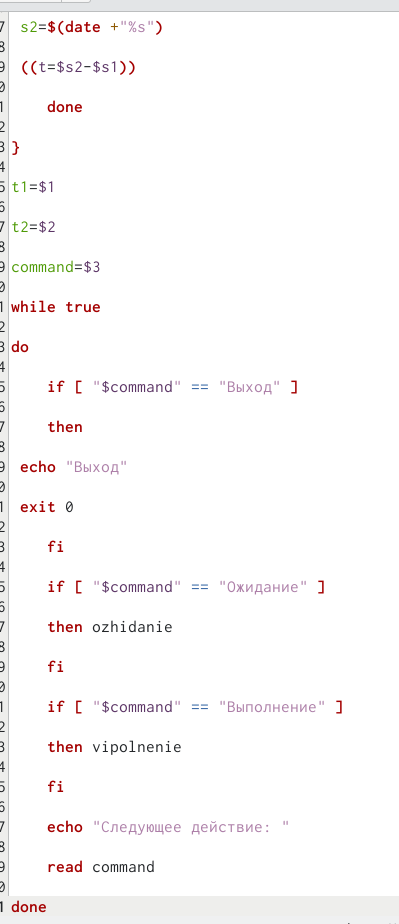 7 s2=$(date +"%s")
8
9 ((t=$s2-$s1))
0
1 done
2
3 }
4
5 t1=$1
6
7 t2=$2
8
9 command=$3
0
1 while true
2
3 do
4
5 if [ "$command" == "Выход" ]
6
7 then
8
9 echo "Выход"
0
1 exit 0
2
3 fi
4
5 if [ "$command" == "Ожидание" ]
6
7 then ozhidanie
8
9 fi
0
1 if [ "$command" == "Выполнение" ]
2
3 then vipolnenie
4
5 fi
6
7 echo "Следующее действие: "
8
9 read command
0
1 done